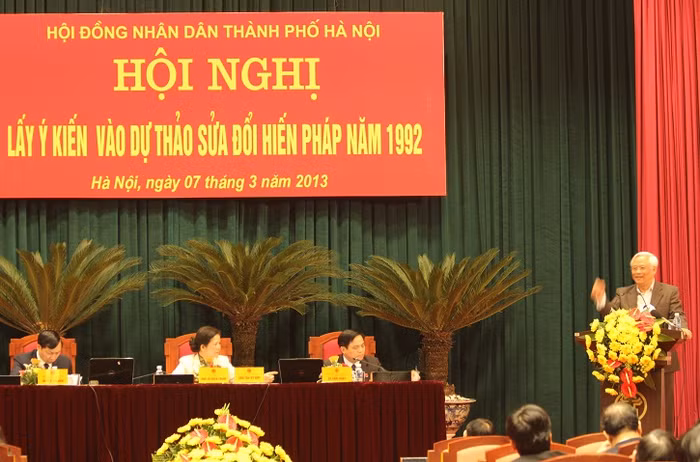 HỘI ĐỒNG NHÂN DÂN THÀNH PHỐ HÀ NỘI
HỘI NGHỊ
LẤY Ý KIẾN VÀO DỰ THẢO SỬA ĐỔI HIẾN PHÁP NĂM 1992
Hà Nội, ngày 07 tháng 3 năm 2013